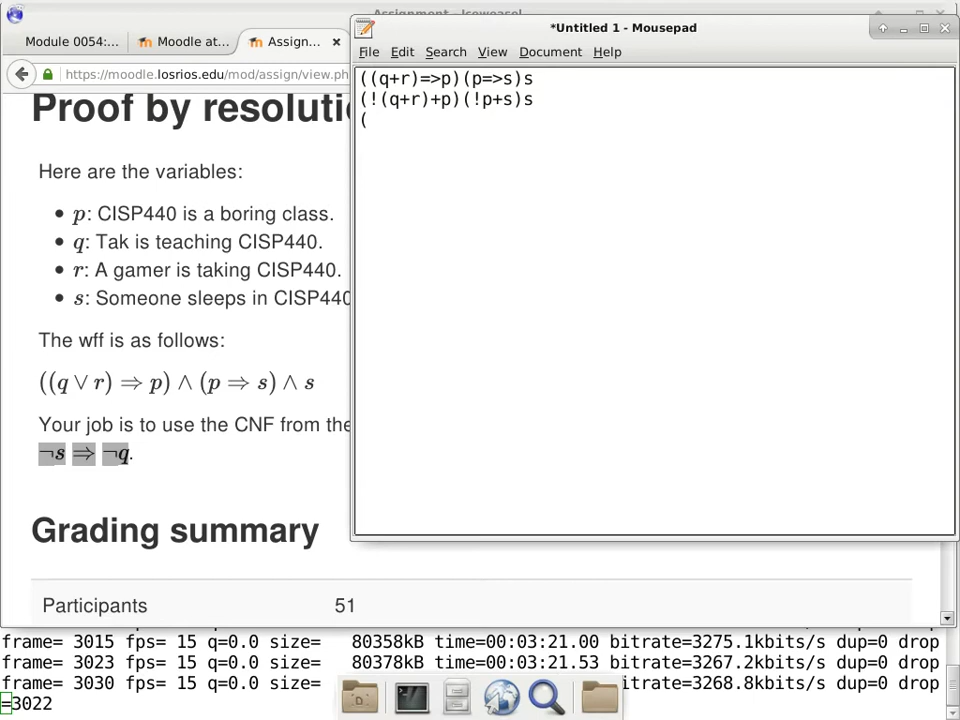 Assignment - Iceweasel
*Untitled 1 - Mousepad
Module 0054:...
Moodle at...
Assign...
File Edit Search View Document Help
https://moodle.losrios.edu/mod/assign/view.ph
((q+r)=>p)(p=>s)s
(!(q+r)+p)(!p+s)s
(
Proof by resoluti
Here are the variables:
• p: CISP440 is a boring class.
• q: Tak is teaching CISP440.
• r: A gamer is taking CISP440.
• s: Someone sleeps in CISP440
The wff is as follows:
((q ∨ r) ⇒ p) ∧ (p ⇒ s) ∧ s
Your job is to use the CNF from the
¬s ⇒ ¬q.
Grading summary
Participants 51
frame= 3015 fps= 15 q=0.0 size= 80358kB time=00:03:21.00 bitrate=3275.1kbits/s dup=0 drop
frame= 3023 fps= 15 q=0.0 size= 80378kB time=00:03:21.53 bitrate=3267.2kbits/s dup=0 drop
frame= 3030 fps= 15 q=0.0 size= itrate=3268.8kbits/s dup=0 drop
=3022